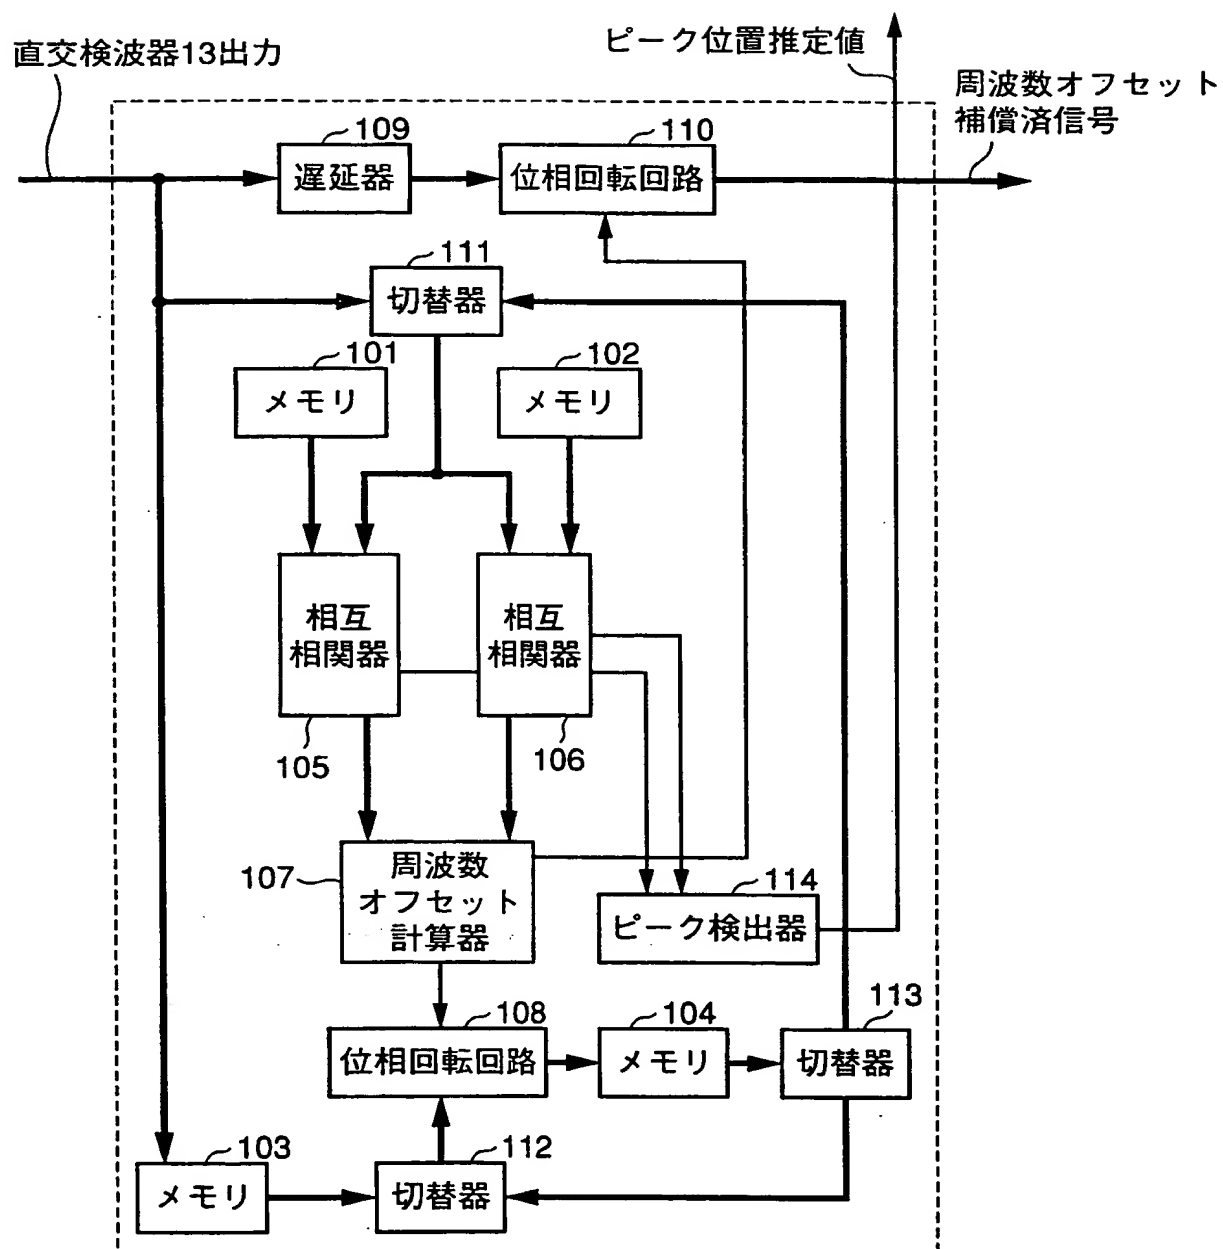 ピーク位置推定値
直交検波器13出力
周波数オフセット
補償済信号
109
遅延器
110
位相回転回路
111
切替器
101
メモリ
102
メモリ
相互
相関器
105
相互
相関器
106
107
周波数
オフセット
計算器
114
ピーク検出器
108
位相回転回路
104
メモリ
113
切替器
103
メモリ
112
切替器